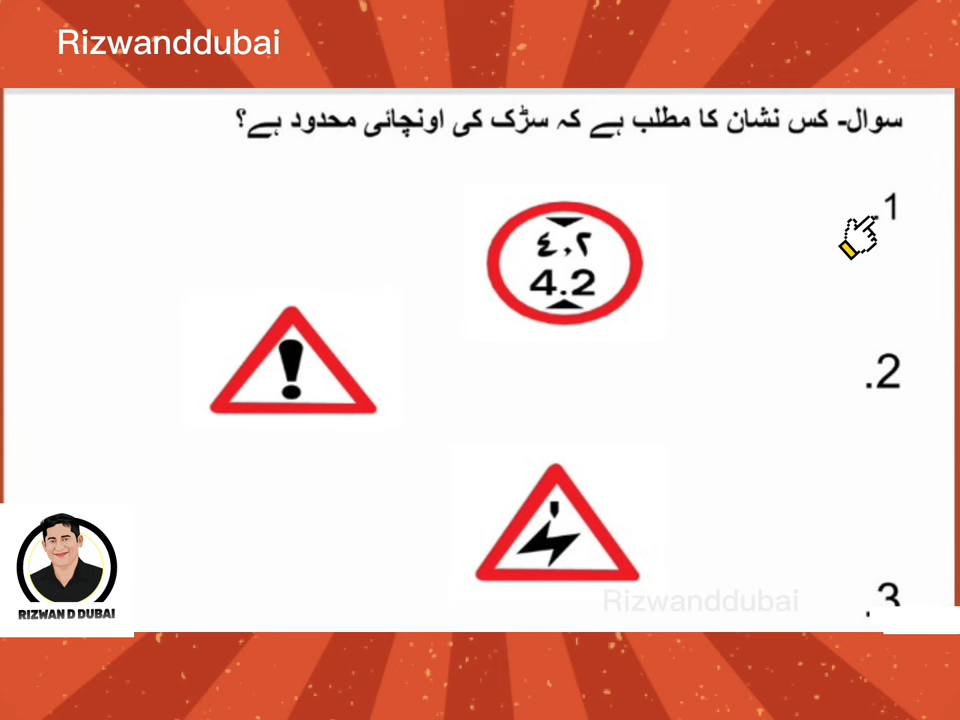 Rizwanddubai
سوال- کس نشان کا مطلب ہے کہ سڑک کی اونچائی محدود ہے؟
.1
٤.٢
4.2
.2
!
.3
Rizwanddubai
RIZWAN D DUBAI